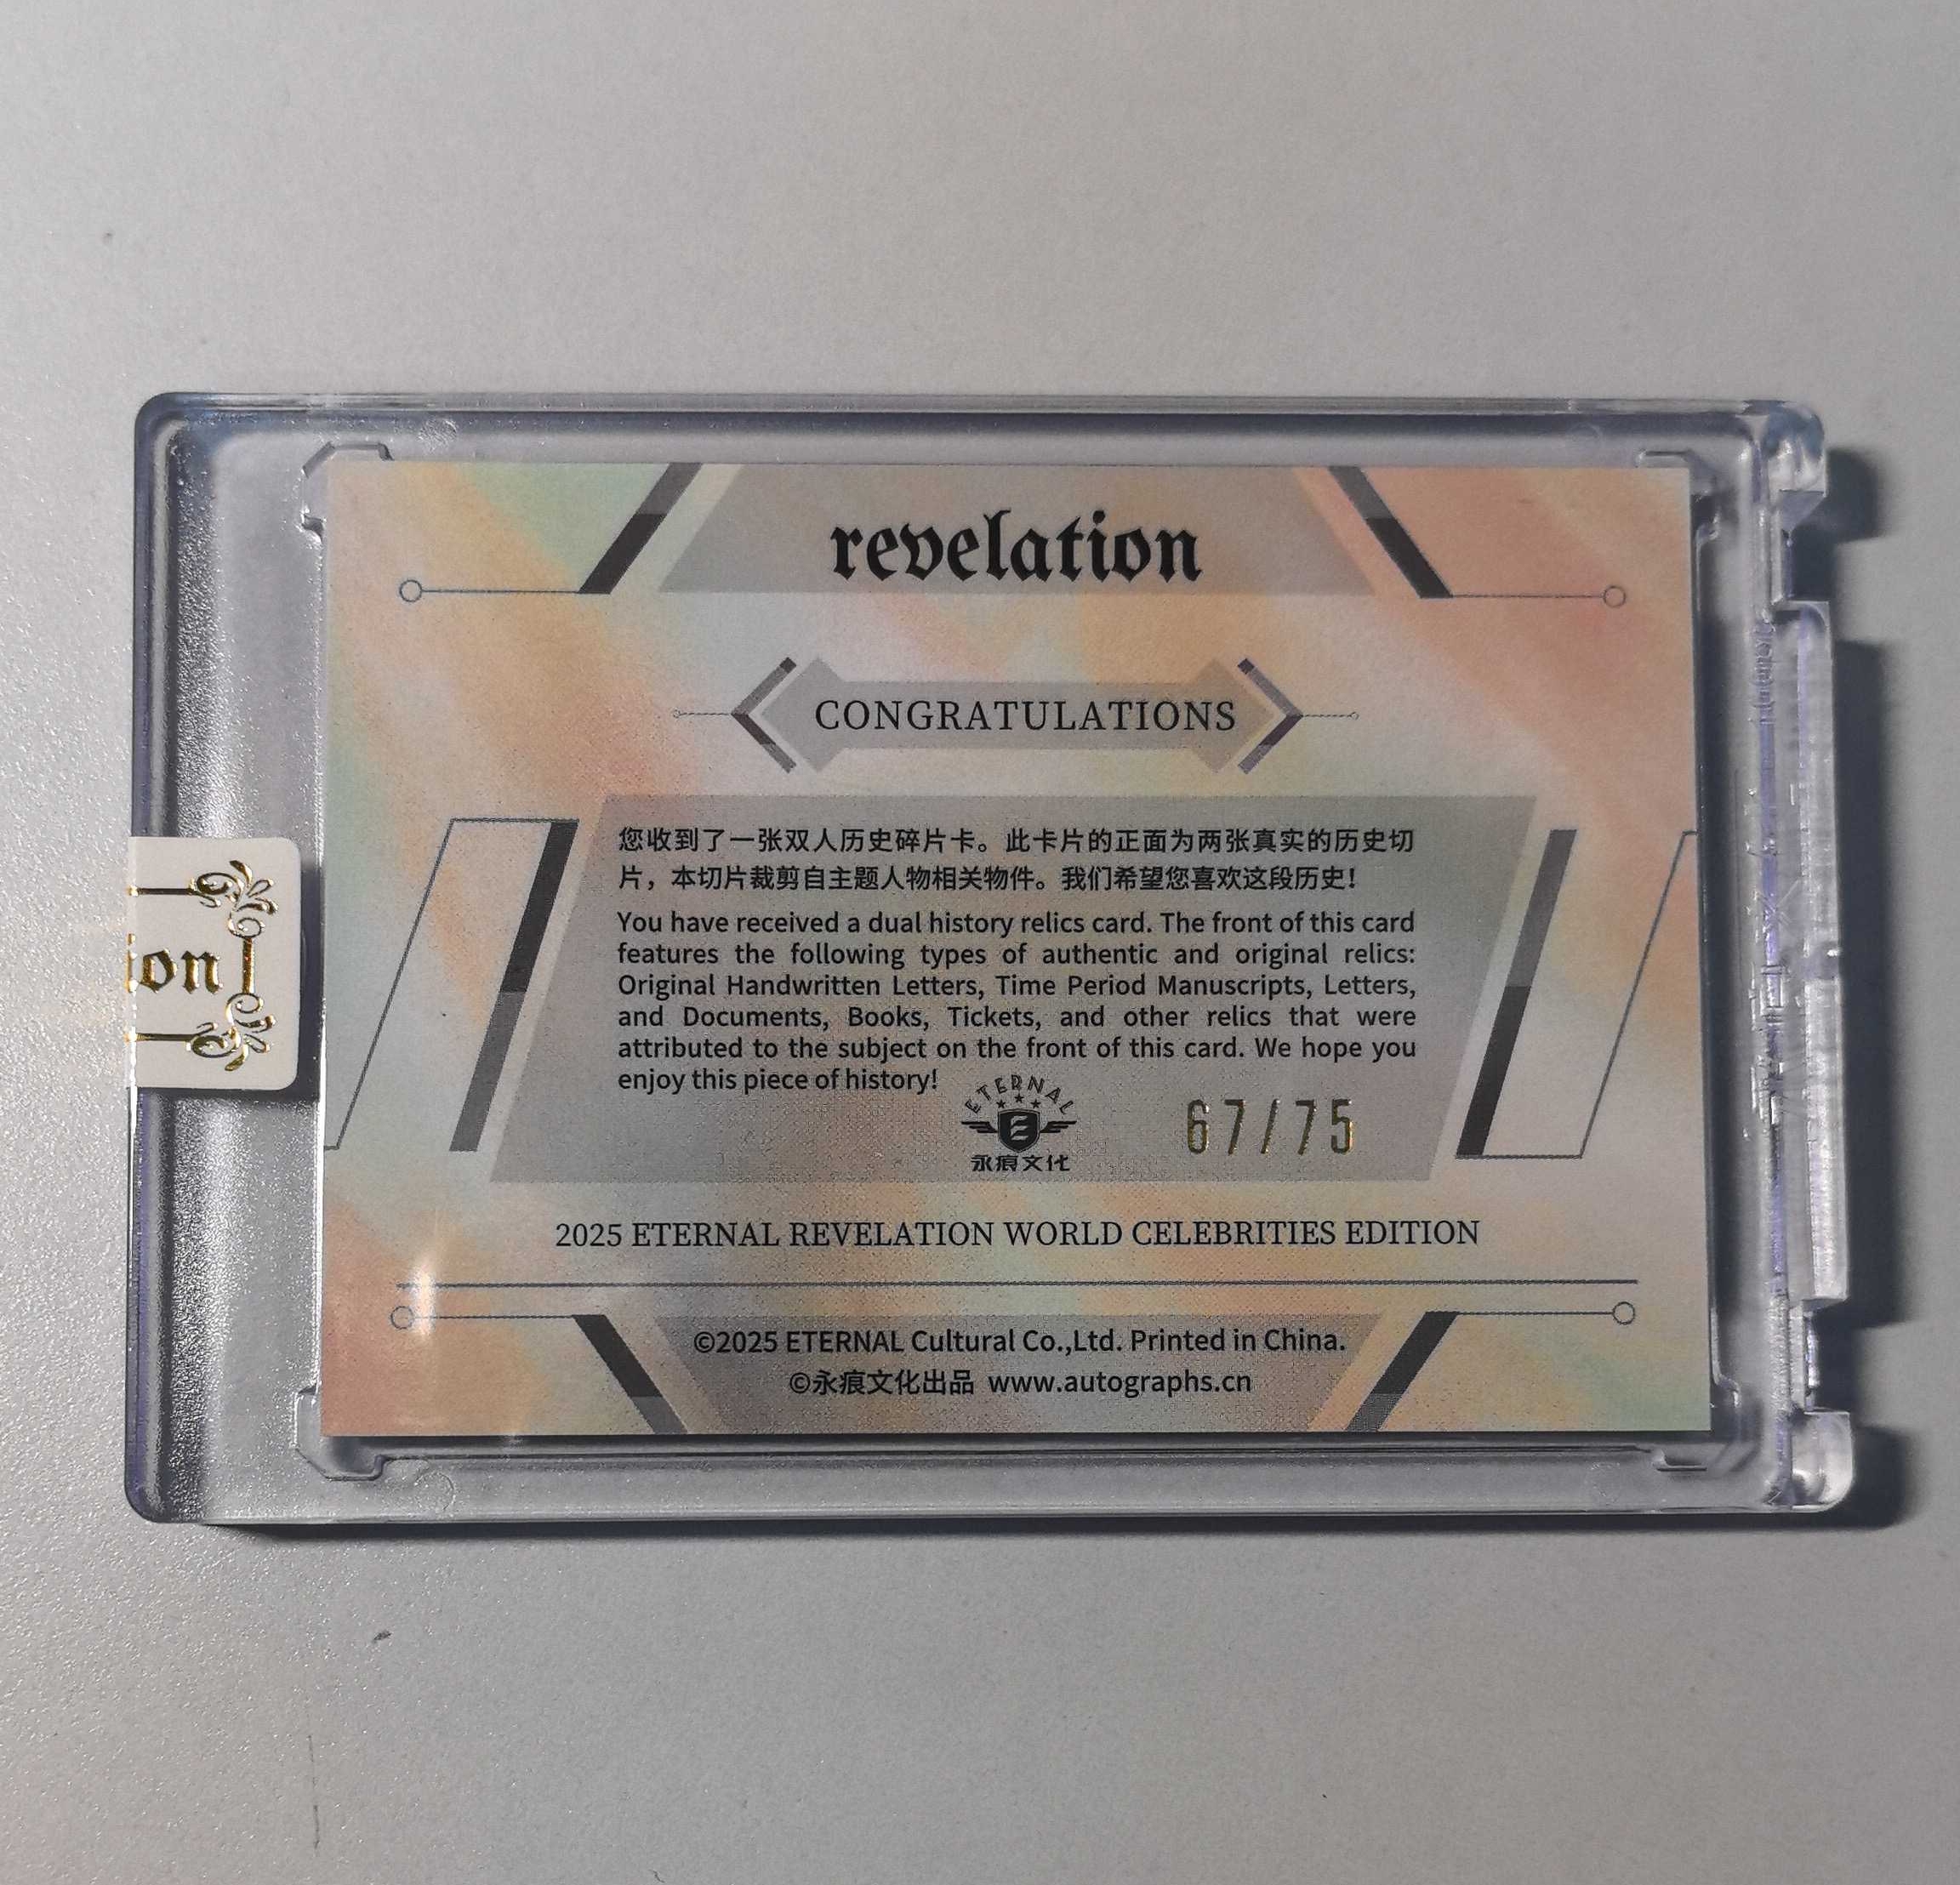 revelation
CONGRATULATIONS
您收到了一张双人历史碎片卡。此卡片的正面为两张真实的历史切
片，本切片裁剪自主题人物相关物件。我们希望您喜欢这段历史！
You have received a dual history relics card. The front of this card
features the following types of authentic and original relics:
Original Handwritten Letters, Time Period Manuscripts, Letters,
and Documents, Books, Tickets, and other relics that were
attributed to the subject on the front of this card. We hope you
enjoy this piece of history!
ETERNAL
永痕文化
67/75
2025 ETERNAL REVELATION WORLD CELEBRITIES EDITION
©2025 ETERNAL Cultural Co.,Ltd. Printed in China.
©永痕文化出品 www.autographs.cn
ion